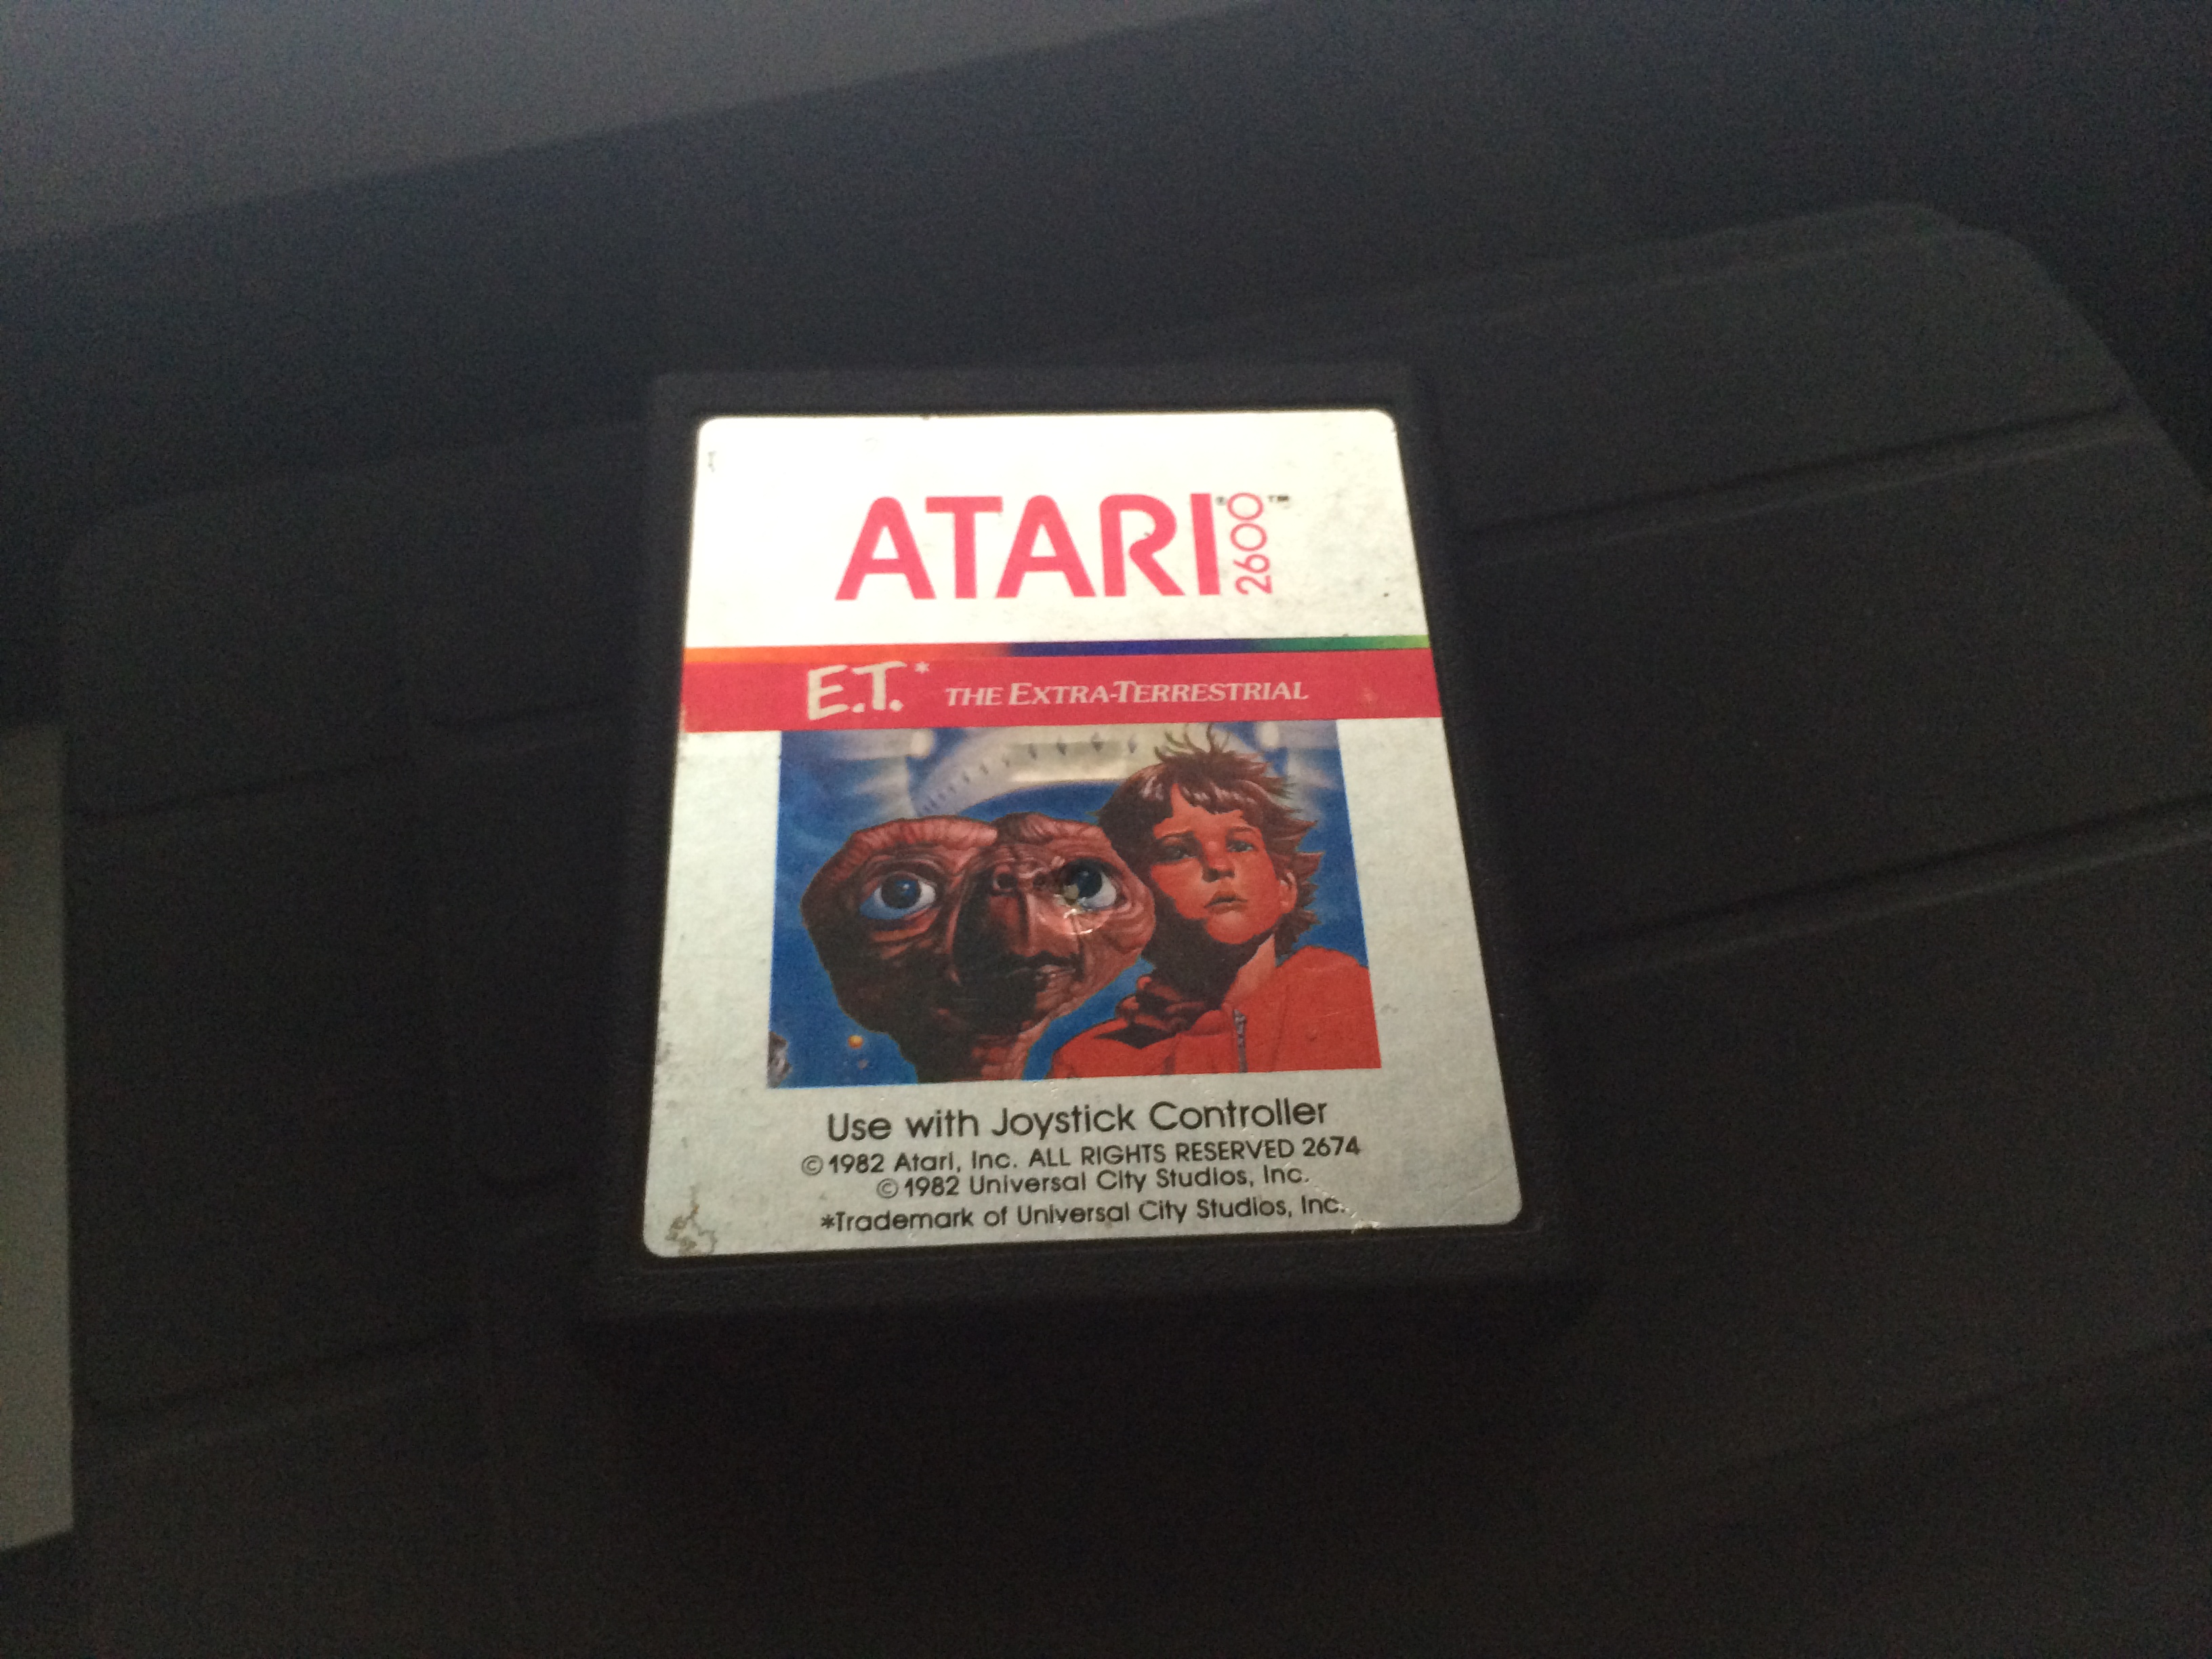 ATARI® 2600™
E.T.* THE EXTRA-TERRESTRIAL
Use with Joystick Controller
©1982 Atari, Inc. ALL RIGHTS RESERVED 2674
©1982 Universal City Studios, Inc.
*Trademark of Universal City Studios, Inc.